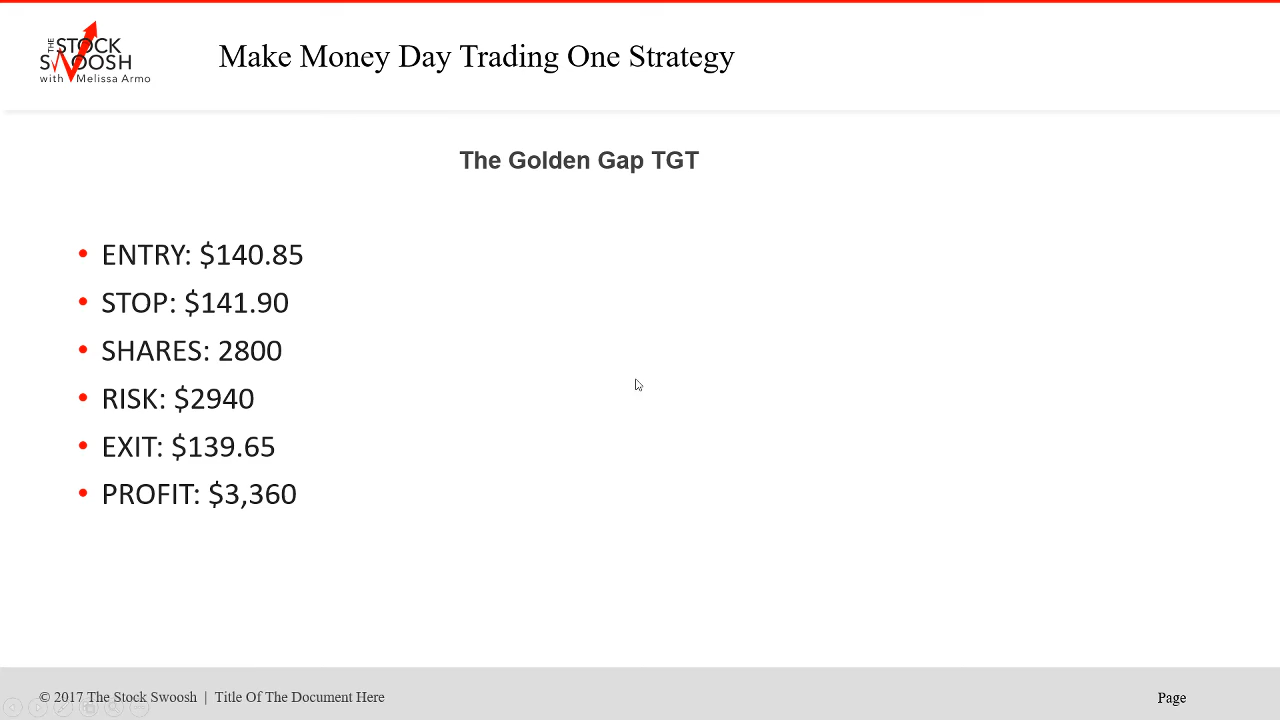 THE STOCK
SWOOSH
with Melissa Armo
Make Money Day Trading One Strategy
The Golden Gap TGT
• ENTRY: $140.85
• STOP: $141.90
• SHARES: 2800
• RISK: $2940
• EXIT: $139.65
• PROFIT: $3,360
© 2017 The Stock Swoosh | Title Of The Document Here
Page